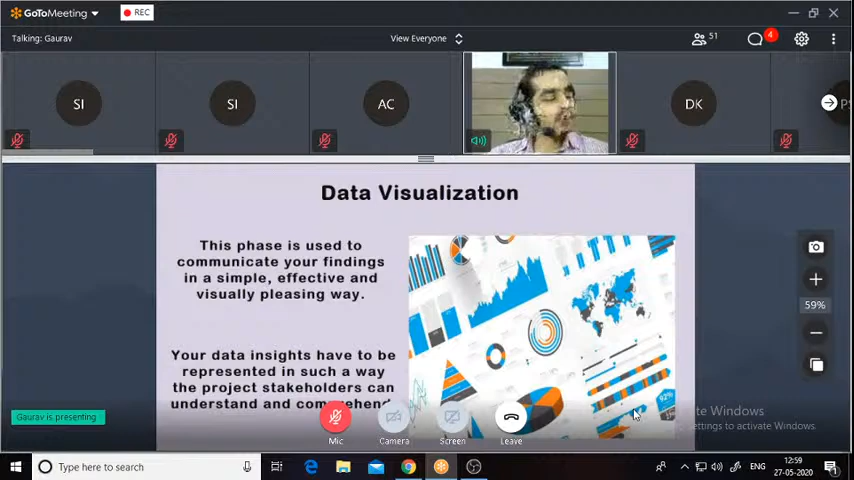 GoToMeeting
REC
Talking: Gaurav
View Everyone
51
4
SI
SI
AC
DK
Data Visualization
This phase is used to
communicate your findings
in a simple, effective and
visually pleasing way.
Your data insights have to be
represented in such a way
the project stakeholders can
understand and comprehend
59%
92%
Gaurav is presenting
Mic
Camera
Screen
Leave
Windows
settings to activate Windows.
Type here to search
ENG
12:59
27-05-2020
1